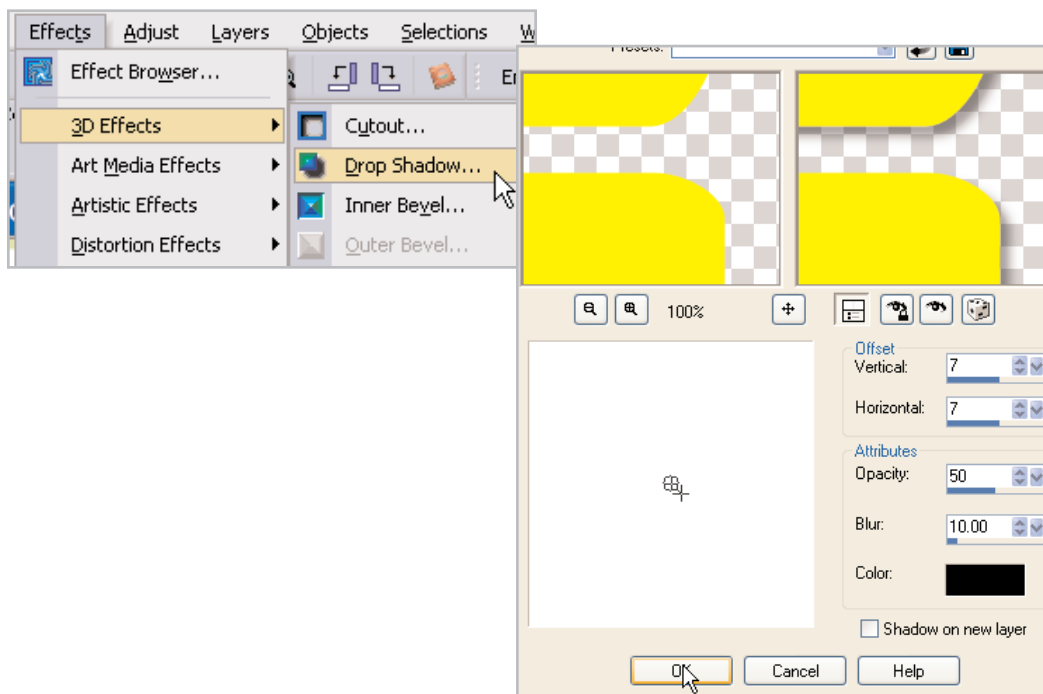 Effects Adjust Layers Objects Selections W
Effect Browser...
3D Effects
Art Media Effects
Artistic Effects
Distortion Effects
Cutout...
Drop Shadow...
Inner Bevel...
Outer Bevel...
Presets:
100%
Offset
Vertical: 7
Horizontal: 7
Attributes
Opacity: 50
Blur: 10.00
Color:
Shadow on new layer
OK Cancel Help